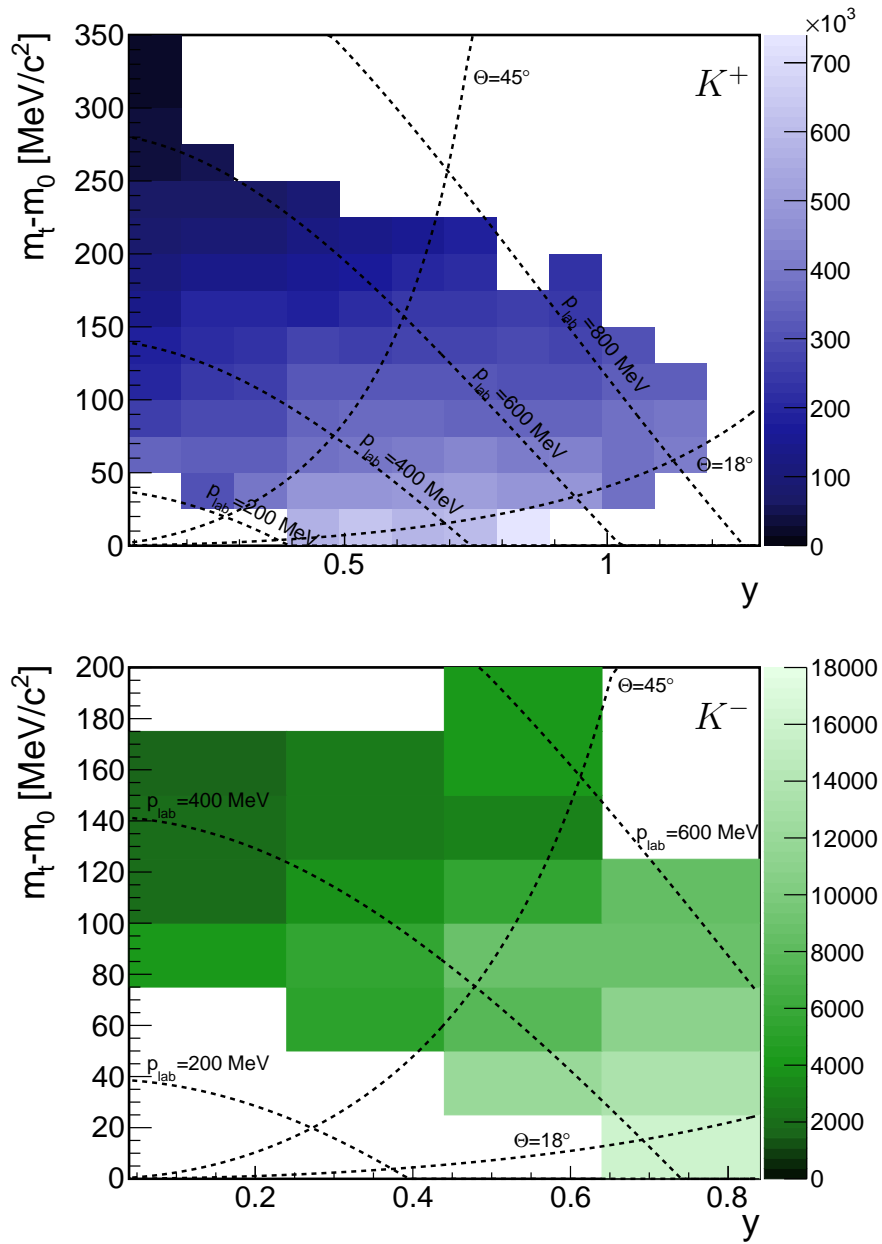 350
300
250
200
150
100
50
0
m_t-m_0 [MeV/c²]
0.5
1
y
K⁺
Θ=45°
Θ=18°
p_lab=200 MeV
p_lab=400 MeV
p_lab=600 MeV
p_lab=800 MeV
×10³
700
600
500
400
300
200
100
0
200
180
160
140
120
100
80
60
40
20
0
m_t-m_0 [MeV/c²]
0.2
0.4
0.6
0.8
y
K⁻
Θ=45°
p_lab=400 MeV
p_lab=600 MeV
p_lab=200 MeV
Θ=18°
18000
16000
14000
12000
10000
8000
6000
4000
2000
0